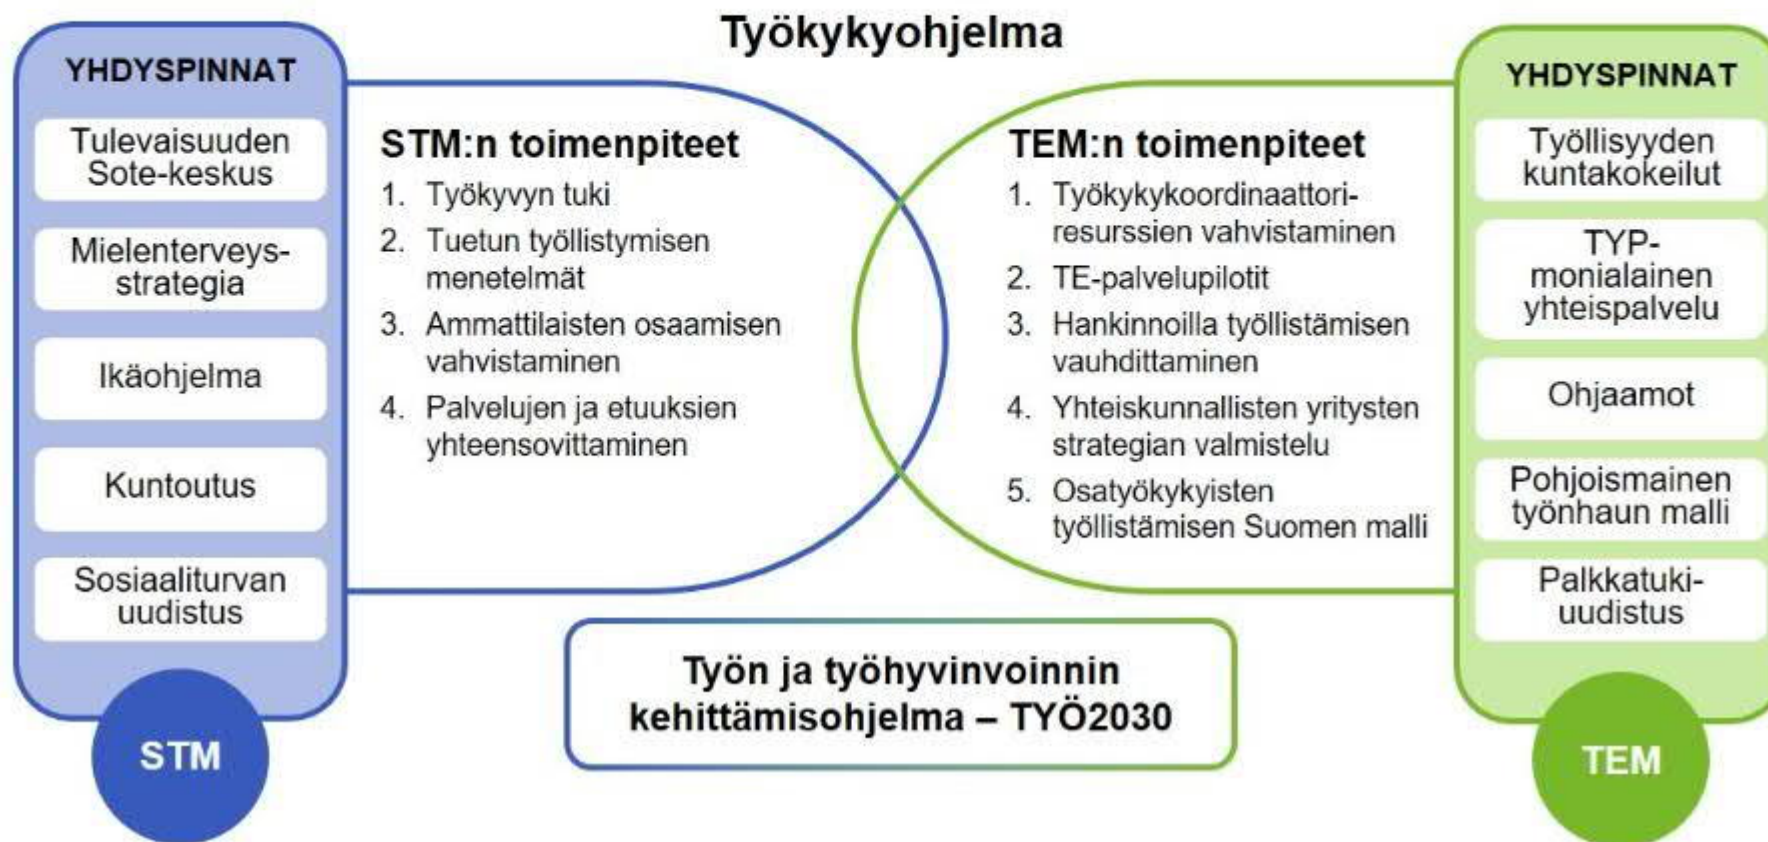 Työkykyohjelma
YHDYSPINNAT
Tulevaisuuden
Sote-keskus
Mielenterveys-
strategia
Ikäohjelma
Kuntoutus
Sosiaaliturvan
uudistus
STM
STM:n toimenpiteet
1. Työkyvyn tuki
2. Tuetun työllistymisen
menetelmät
3. Ammattilaisten osaamisen
vahvistaminen
4. Palvelujen ja etuuksien
yhteensovittaminen
TEM:n toimenpiteet
1. Työkykykoordinaattori-
resurssien vahvistaminen
2. TE-palvelupilotit
3. Hankinnoilla työllistämisen
vauhdittaminen
4. Yhteiskunnallisten yritysten
strategian valmistelu
5. Osatyökykyisten
työllistämisen Suomen malli
YHDYSPINNAT
Työllisyyden
kuntakokeilut
TYP-
monialainen
yhteispalvelu
Ohjaamot
Pohjoismainen
työnhaun malli
Palkkatuki-
uudistus
TEM
Työn ja työhyvinvoinnin
kehittämisohjelma – TYÖ2030